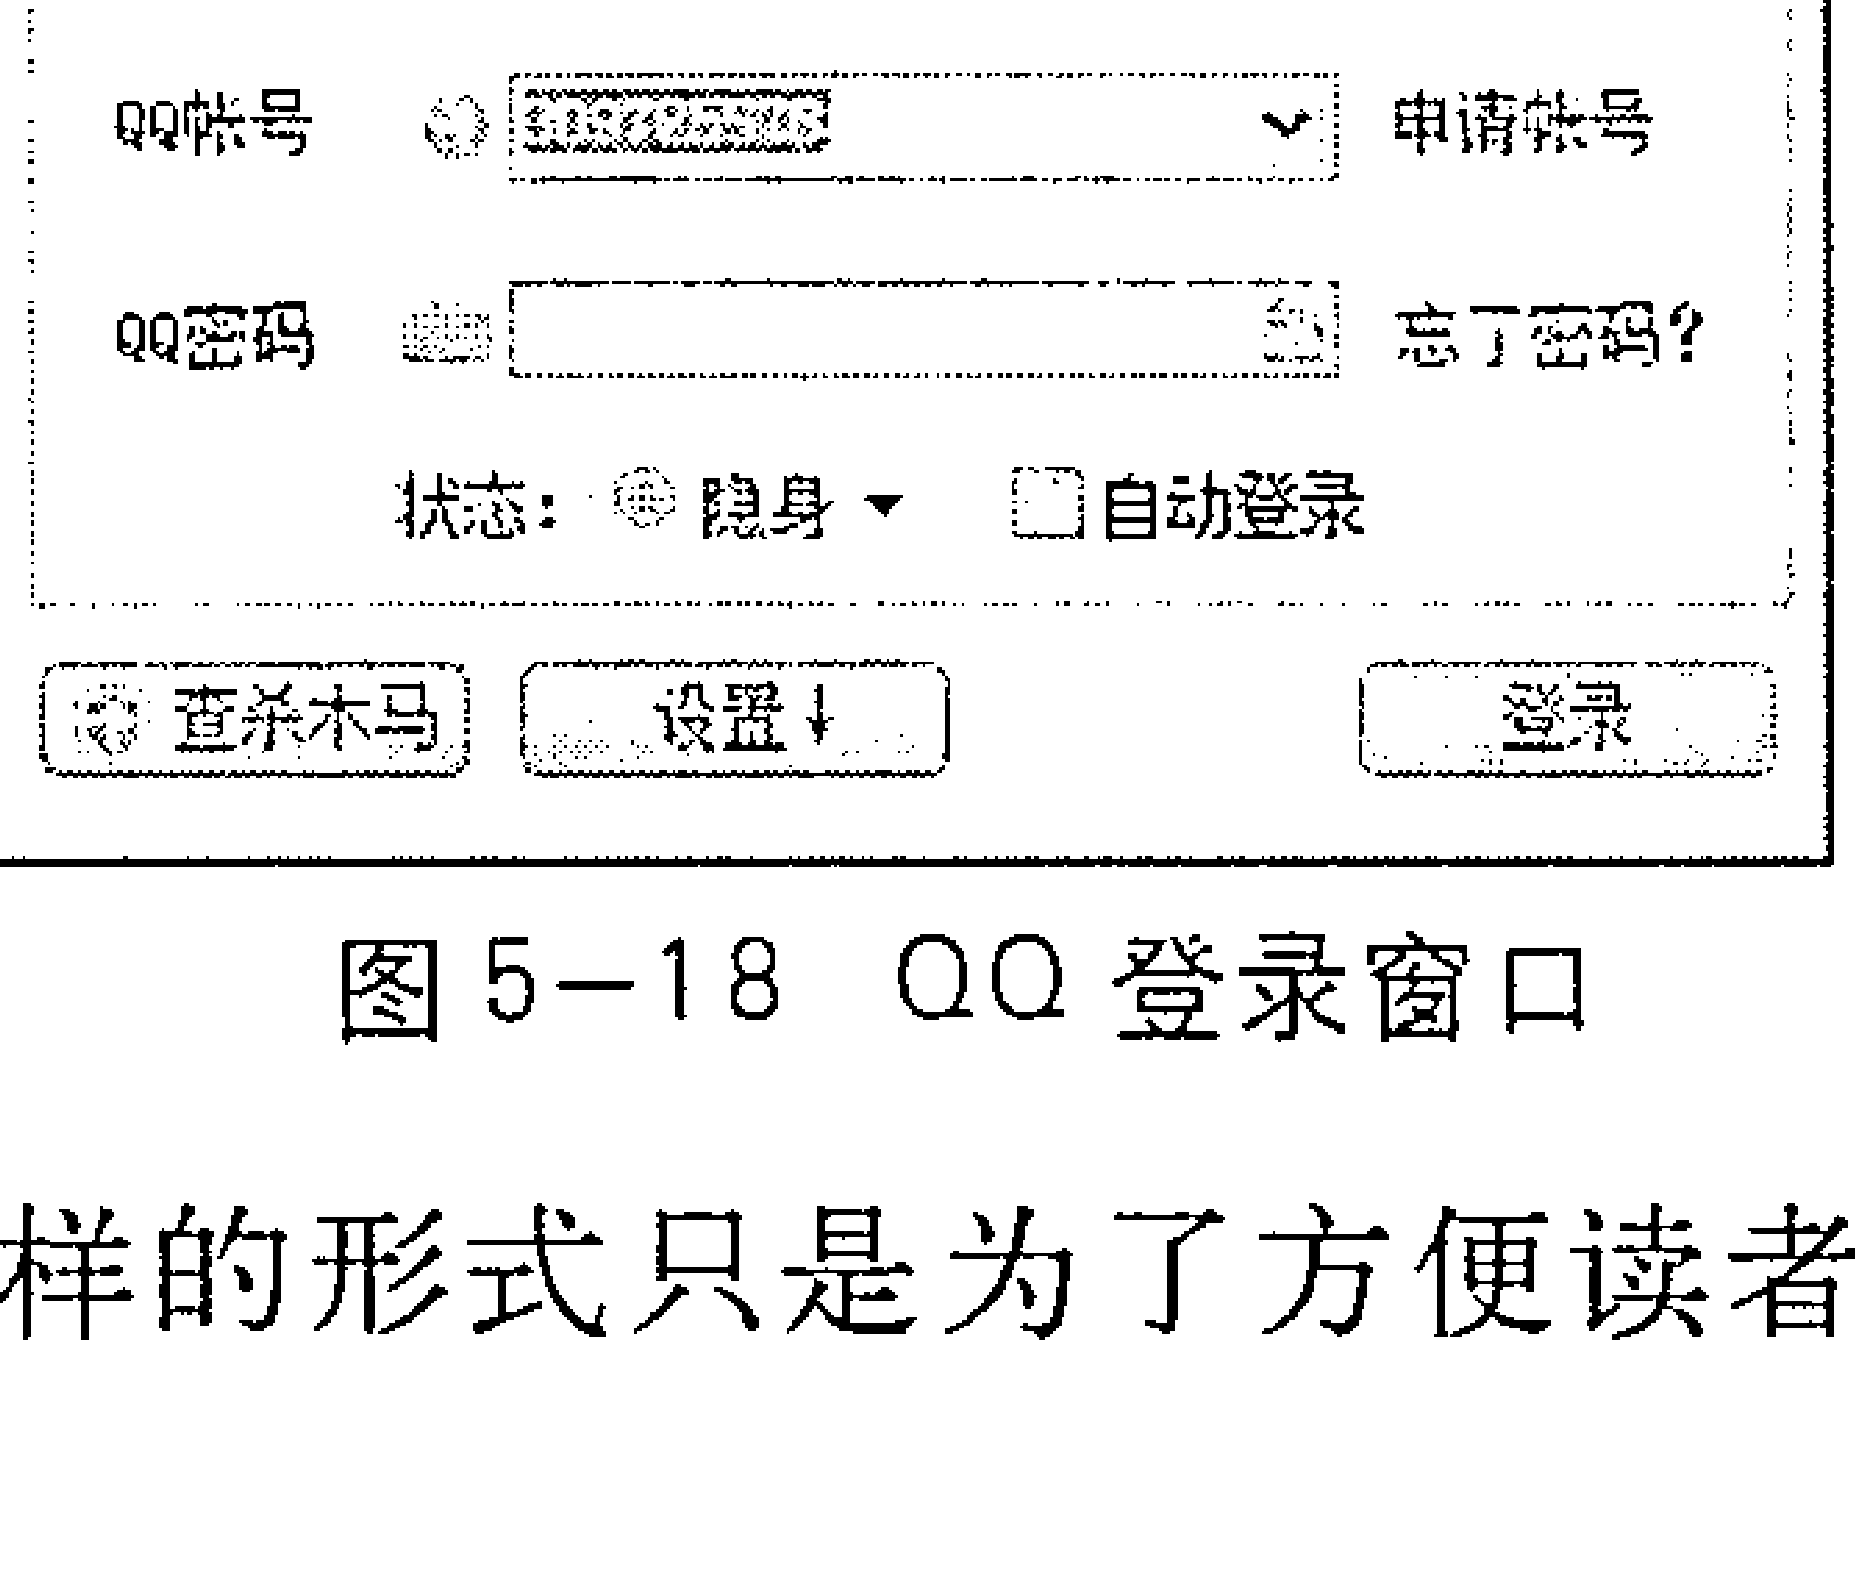 QQ帐号 申请帐号
QQ密码 忘了密码?
状态: 隐身 自动登录
查杀木马 设置↓ 登录
图 5-18 QQ 登录窗口
样的形式只是为了方便读者